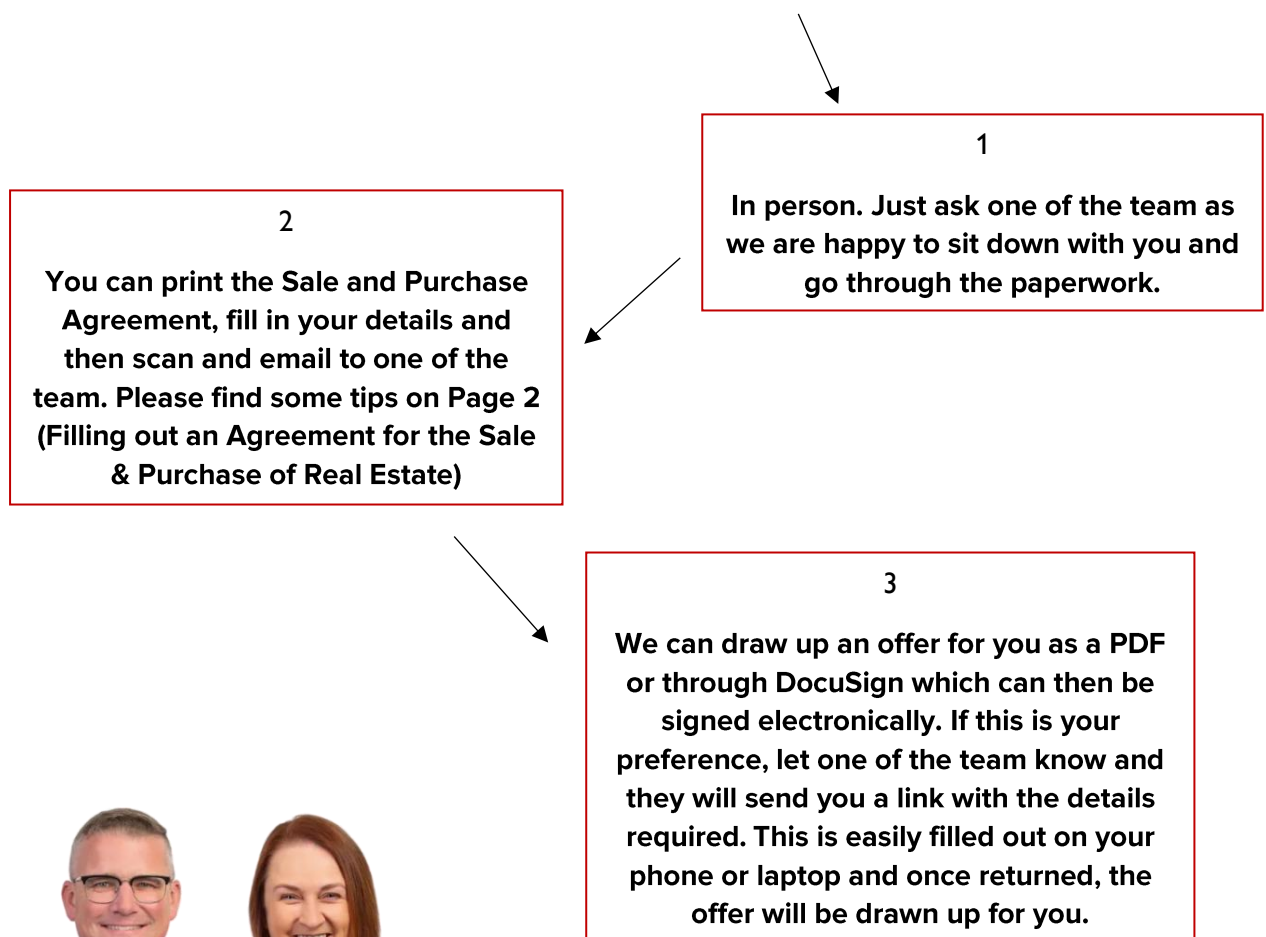 1
In person. Just ask one of the team as
we are happy to sit down with you and
go through the paperwork.
2
You can print the Sale and Purchase
Agreement, fill in your details and
then scan and email to one of the
team. Please find some tips on Page 2
(Filling out an Agreement for the Sale
& Purchase of Real Estate)
3
We can draw up an offer for you as a PDF
or through DocuSign which can then be
signed electronically. If this is your
preference, let one of the team know and
they will send you a link with the details
required. This is easily filled out on your
phone or laptop and once returned, the
offer will be drawn up for you.